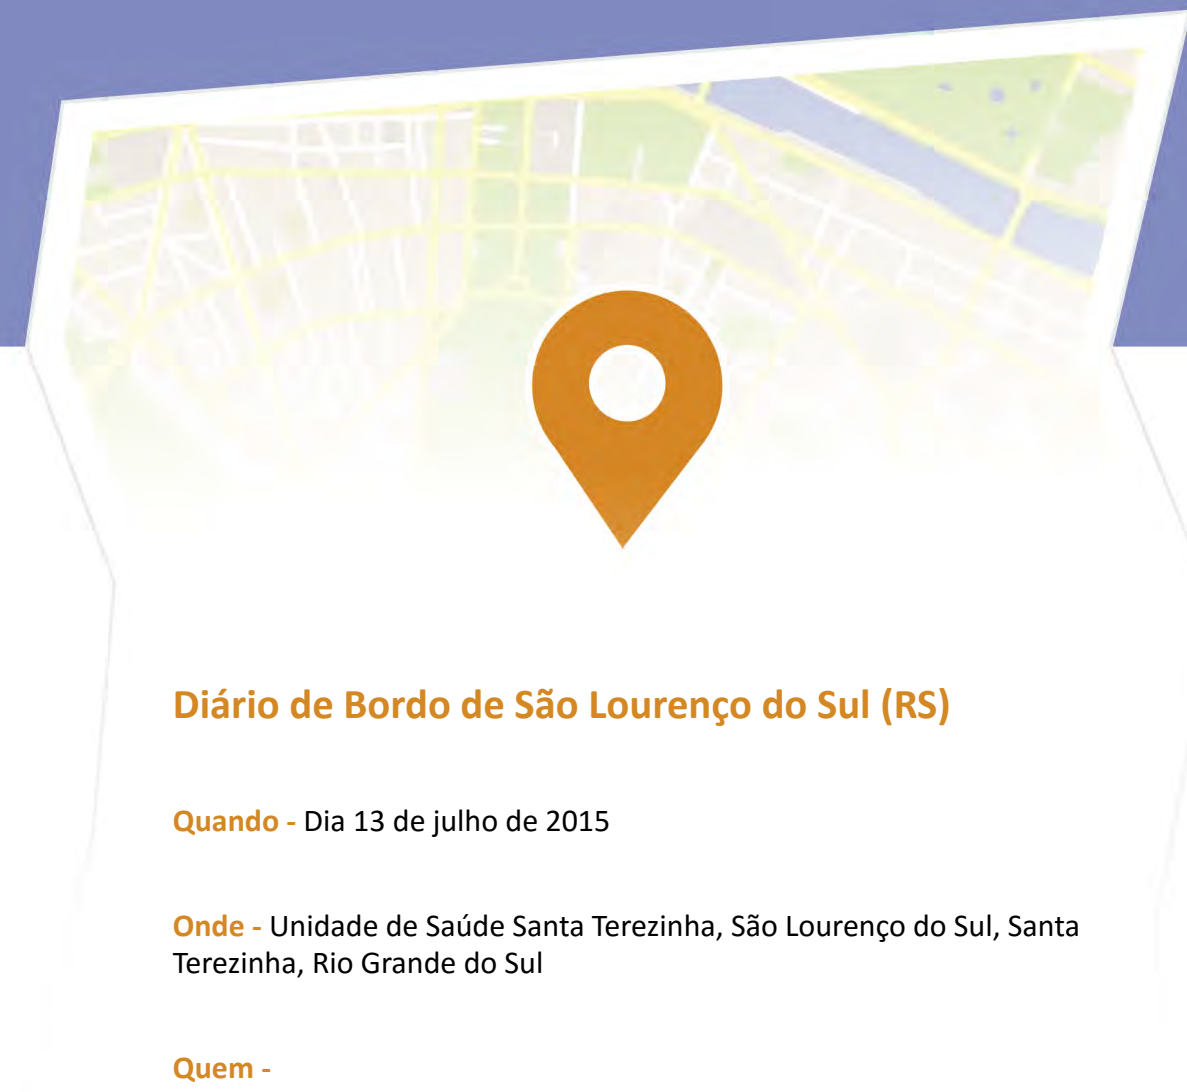 Diário de Bordo de São Lourenço do Sul (RS)
Quando - Dia 13 de julho de 2015
Onde - Unidade de Saúde Santa Terezinha, São Lourenço do Sul, Santa
Terezinha, Rio Grande do Sul
Quem -